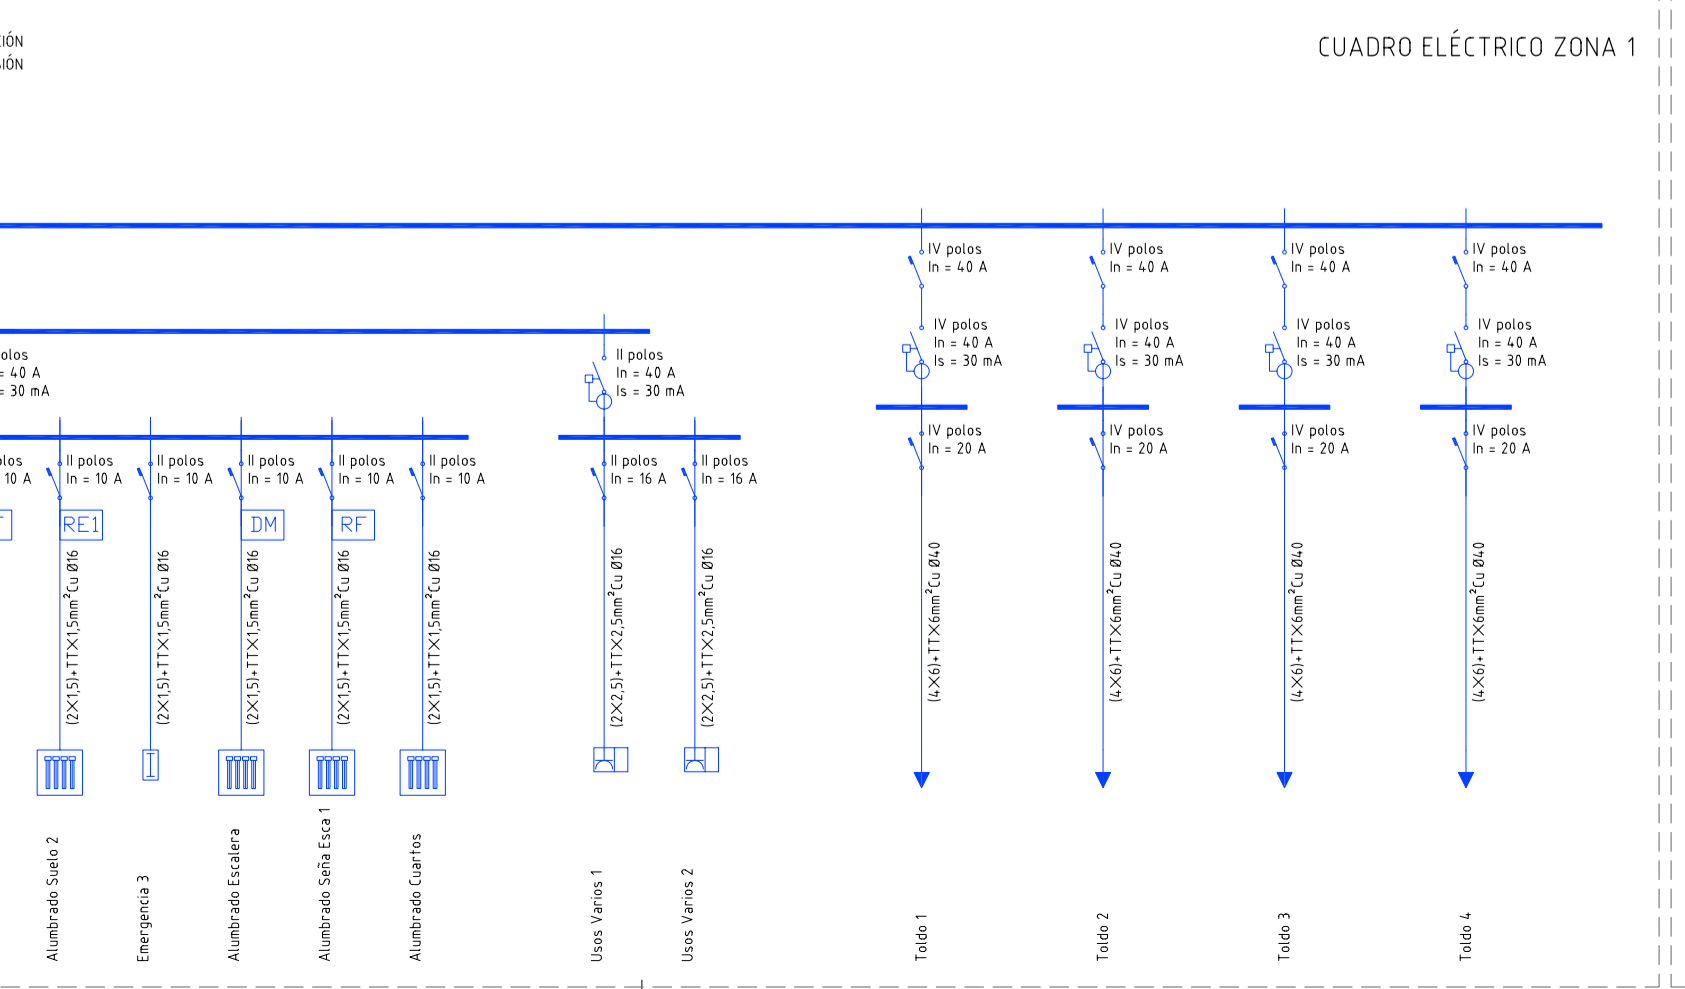 CUADRO ELÉCTRICO ZONA 1
IV polos
In = 40 A
IV polos
In = 40 A
IV polos
In = 40 A
IV polos
In = 40 A
IV polos
In = 40 A
Is = 30 mA
IV polos
In = 40 A
Is = 30 mA
IV polos
In = 40 A
Is = 30 mA
IV polos
In = 40 A
Is = 30 mA
= 40 A
= 30 mA
II polos
In = 40 A
Is = 30 mA
IV polos
In = 20 A
IV polos
In = 20 A
IV polos
In = 20 A
IV polos
In = 20 A
10 A
II polos
In = 10 A
II polos
In = 10 A
II polos
In = 10 A
II polos
In = 10 A
II polos
In = 10 A
II polos
In = 16 A
II polos
In = 16 A
RE1
DM
RF
(2X1,5)+TTX1,5mm²Cu Ø16
(2X1,5)+TTX1,5mm²Cu Ø16
(2X1,5)+TTX1,5mm²Cu Ø16
(2X1,5)+TTX1,5mm²Cu Ø16
(2X1,5)+TTX1,5mm²Cu Ø16
(2X2,5)+TTX2,5mm²Cu Ø16
(2X2,5)+TTX2,5mm²Cu Ø16
(4X6)+TTX6mm²Cu Ø40
(4X6)+TTX6mm²Cu Ø40
(4X6)+TTX6mm²Cu Ø40
(4X6)+TTX6mm²Cu Ø40
Alumbrado Suelo 2
Emergencia 3
Alumbrado Escalera
Alumbrado Seña Esca 1
Alumbrado Cuartos
Usos Varios 1
Usos Varios 2
Toldo 1
Toldo 2
Toldo 3
Toldo 4